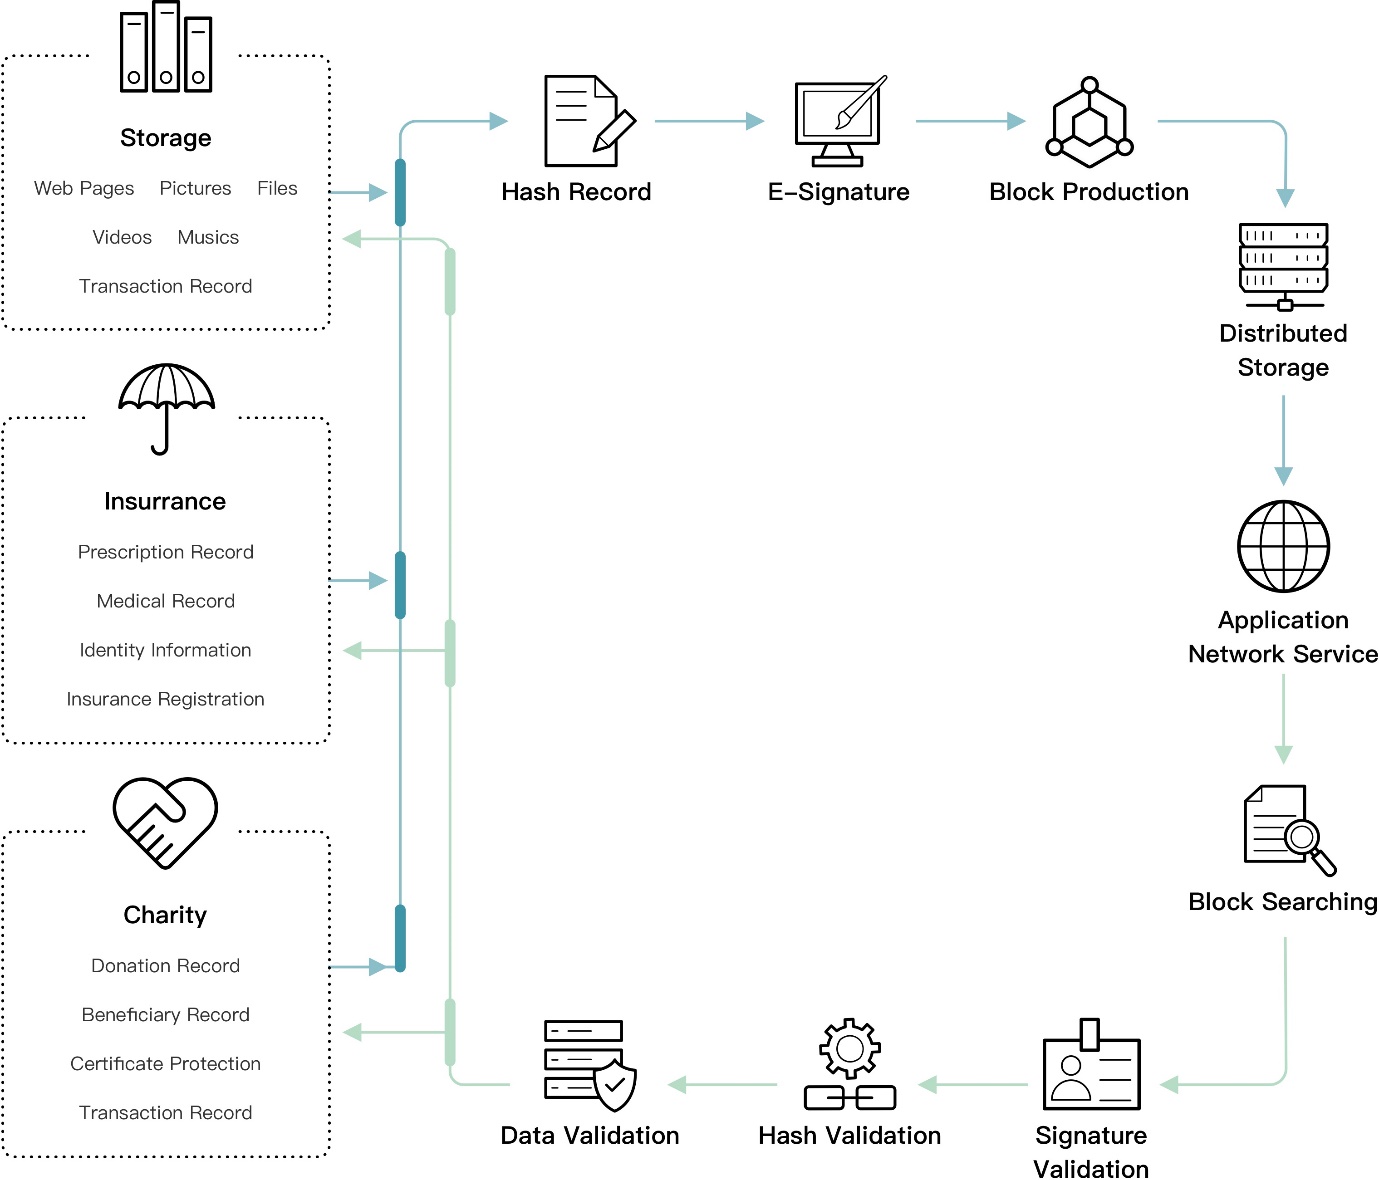 Storage
Web Pages Pictures Files
Videos Musics
Transaction Record
Insurrance
Prescription Record
Medical Record
Identity Information
Insurance Registration
Charity
Donation Record
Beneficiary Record
Certificate Protection
Transaction Record
Hash Record
E-Signature
Block Production
Distributed
Storage
Application
Network Service
Block Searching
Signature
Validation
Hash Validation
Data Validation